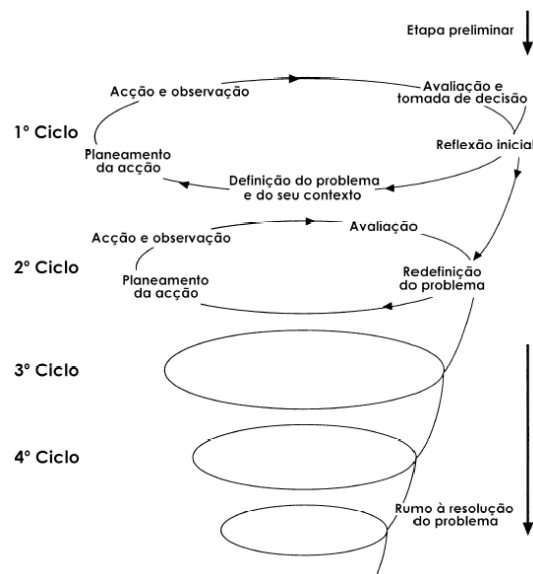 Etapa preliminar
Acção e observação
Avaliação e
tomada de decisão
1º Ciclo
Reflexão inicial
Planeamento
da acção
Definição do problema
e do seu contexto
Acção e observação
Avaliação
2º Ciclo
Planeamento
da acção
Redefinição
do problema
3º Ciclo
4º Ciclo
Rumo à resolução
do problema